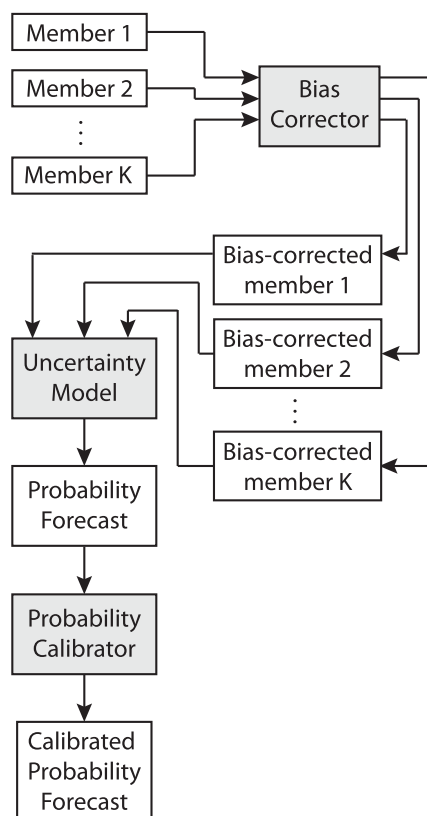 Member 1
Member 2
⋮
Member K
Bias
Corrector
Bias-corrected
member 1
Bias-corrected
member 2
⋮
Bias-corrected
member K
Uncertainty
Model
Probability
Forecast
Probability
Calibrator
Calibrated
Probability
Forecast